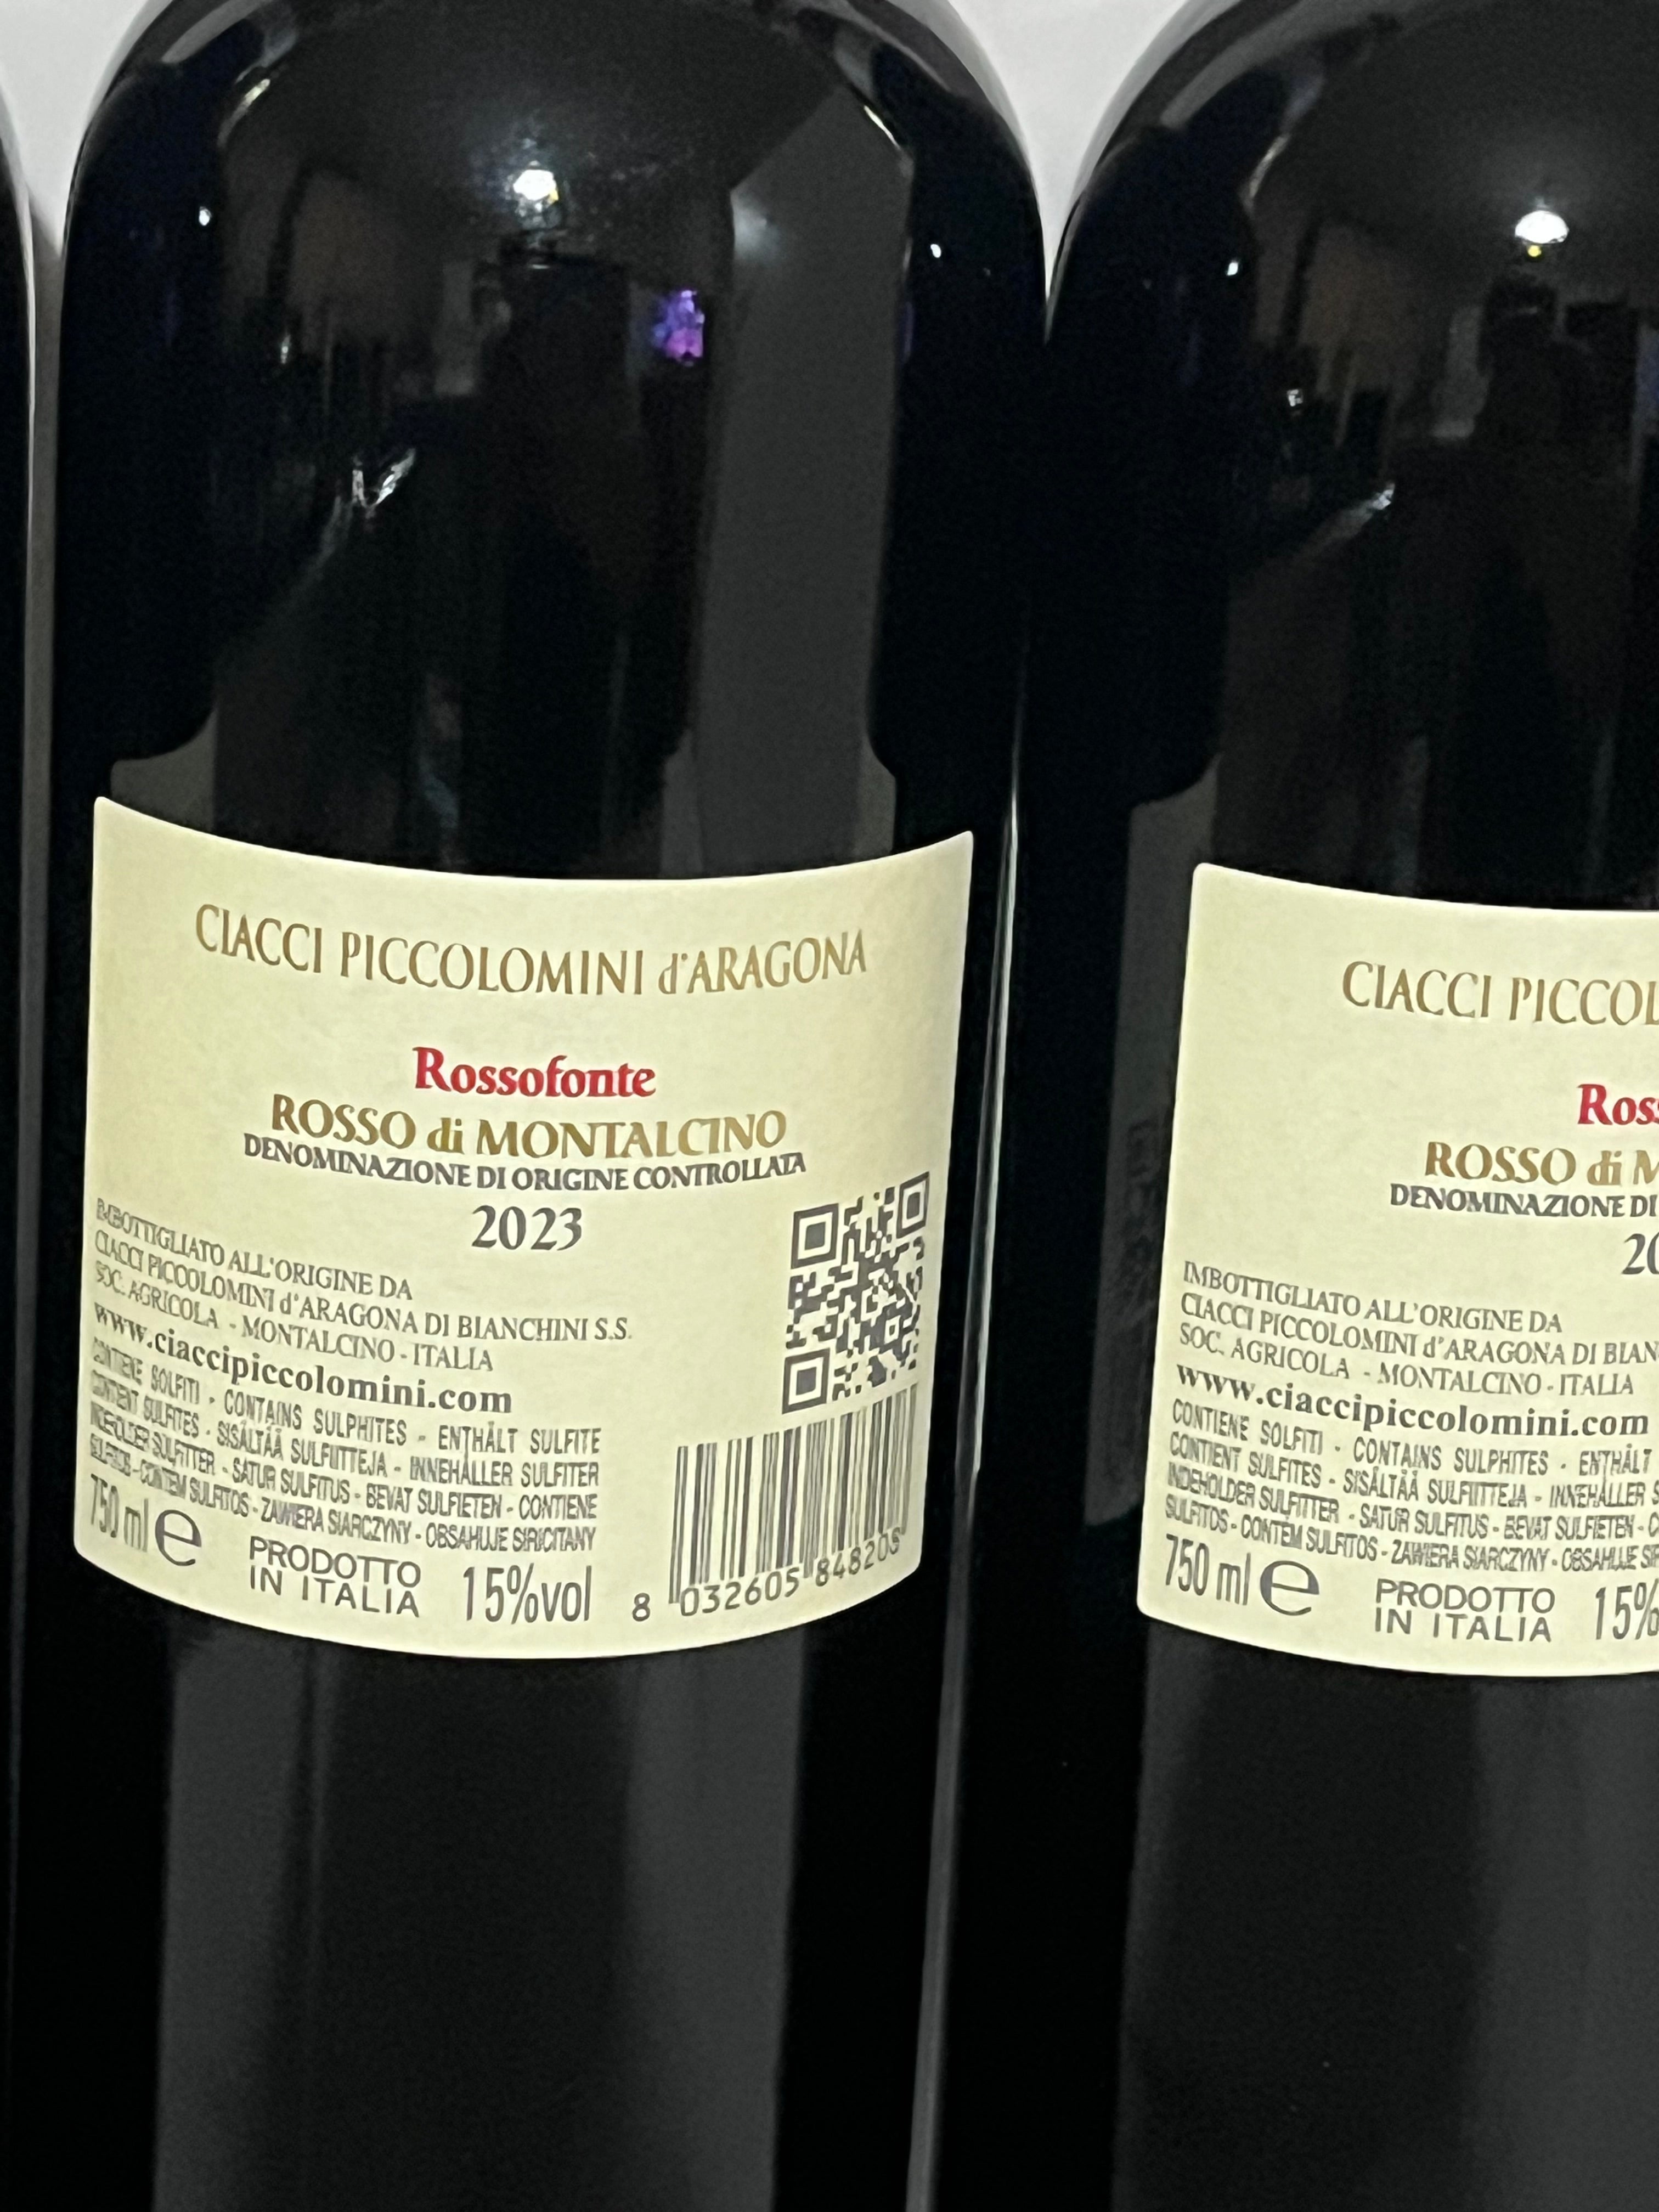 CIACCI PICCOLOMINI d'ARAGONA
Rossofonte
ROSSO di MONTALCINO
DENOMINAZIONE DI ORIGINE CONTROLLATA
2023
IMBOTTIGLIATO ALL'ORIGINE DA
CIACCI PICCOLOMINI d'ARAGONA DI BIANCHINI S.S.
SOC. AGRICOLA - MONTALCINO - ITALIA
www.ciaccipiccolomini.com
CONTIENE SOLFITI - CONTAINS SULPHITES - ENTHÄLT SULFITE
CONTIENT SULFITES - SISÄLTÄÄ SULFIITTEJA - INNEHÅLLER SULFITER
INDEHOLDER SULFITTER - SATUR SULFITUS - BEVAT SULFIETEN - CONTIENE
SULFITOS - CONTÉM SULFITOS - ZAWIERA SIARCZYNY - OBSAHUJE SIRICITANY
750 ml e PRODOTTO
IN ITALIA 15%vol
8 032605 848205
CIACCI PICCOL
Ross
ROSSO di M
DENOMINAZIONE DI
20
IMBOTTIGLIATO ALL'ORIGINE DA
CIACCI PICCOLOMINI d'ARAGONA DI BIAN
SOC. AGRICOLA - MONTALCINO - ITALIA
www.ciaccipiccolomini.com
CONTIENE SOLFITI - CONTAINS SULPHITES - ENTHÄLT
CONTIENT SULFITES - SISÄLTÄÄ SULFIITTEJA - INNEHÅLLER S
INDEHOLDER SULFITTER - SATUR SULFITUS - BEVAT SULFIETEN - C
SULFITOS - CONTÉM SULFITOS - ZAWIERA SIARCZYNY - OBSAHUJE SIR
750 ml e PRODOTTO
IN ITALIA 15%